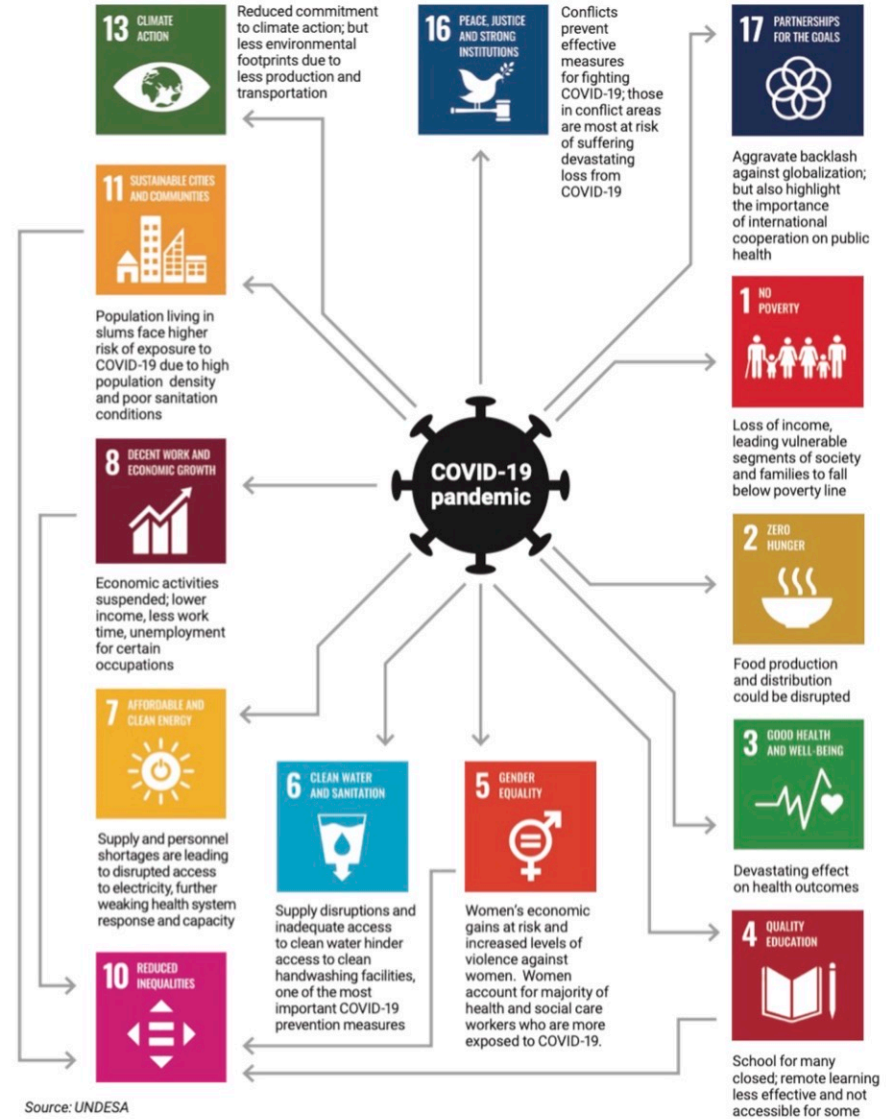 13 CLIMATE
ACTION
Reduced commitment
to climate action; but
less environmental
footprints due to
less production and
transportation
16 PEACE, JUSTICE
AND STRONG
INSTITUTIONS
Conflicts
prevent
effective
measures
for fighting
COVID-19; those
in conflict areas
are most at risk
of suffering
devastating
loss from
COVID-19
17 PARTNERSHIPS
FOR THE GOALS
Aggravate backlash
against globalization;
but also highlight
the importance
of international
cooperation on public
health
11 SUSTAINABLE CITIES
AND COMMUNITIES
Population living in
slums face higher
risk of exposure to
COVID-19 due to high
population density
and poor sanitation
conditions
1 NO
POVERTY
Loss of income,
leading vulnerable
segments of society
and families to fall
below poverty line
8 DECENT WORK AND
ECONOMIC GROWTH
Economic activities
suspended; lower
income, less work
time, unemployment
for certain
occupations
COVID-19
pandemic
2 ZERO
HUNGER
Food production
and distribution
could be disrupted
7 AFFORDABLE AND
CLEAN ENERGY
Supply and personnel
shortages are leading
to disrupted access
to electricity, further
weaking health system
response and capacity
6 CLEAN WATER
AND SANITATION
Supply disruptions and
inadequate access
to clean water hinder
access to clean
handwashing facilities,
one of the most
important COVID-19
prevention measures
5 GENDER
EQUALITY
Women's economic
gains at risk and
increased levels of
violence against
women. Women
account for majority of
health and social care
workers who are more
exposed to COVID-19.
3 GOOD HEALTH
AND WELL-BEING
Devastating effect
on health outcomes
4 QUALITY
EDUCATION
School for many
closed; remote learning
less effective and not
accessible for some
10 REDUCED
INEQUALITIES
Source: UNDESA